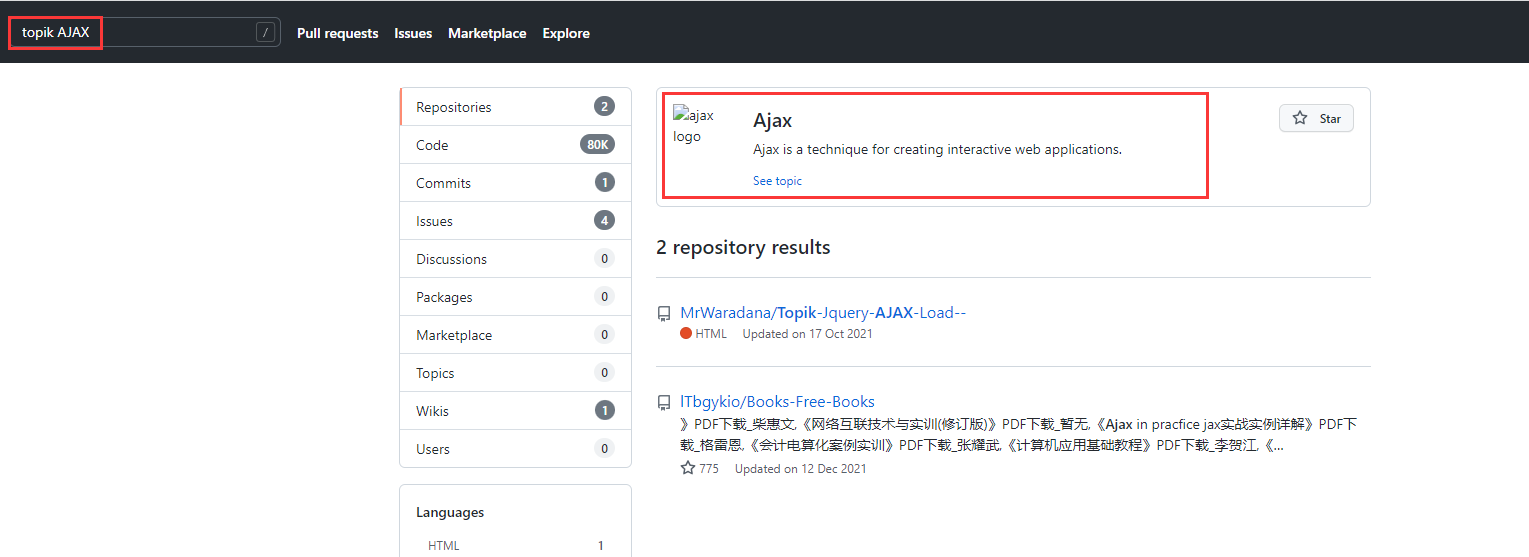 topik AJAX / Pull requests Issues Marketplace Explore
Repositories 2
Code 80K
Commits 1
Issues 4
Discussions 0
Packages 0
Marketplace 0
Topics 0
Wikis 1
Users 0
Languages
HTML 1
ajax
logo
Ajax
Star
Ajax is a technique for creating interactive web applications.
See topic
2 repository results
MrWaradana/Topik-Jquery-AJAX-Load--
HTML Updated on 17 Oct 2021
lTbgykio/Books-Free-Books
》PDF下载_柴惠文,《网络互联技术与实训(修订版)》PDF下载_暂无,《Ajax in pracfice jax实战实例详解》PDF下
载_格雷恩,《会计电算化案例实训》PDF下载_张耀武,《计算机应用基础教程》PDF下载_李贺江,《...
775 Updated on 12 Dec 2021